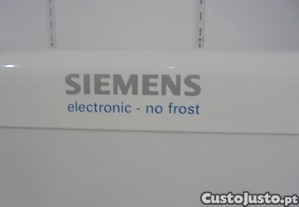 SIEMENS
electronic - no frost
CustoJusto.pt